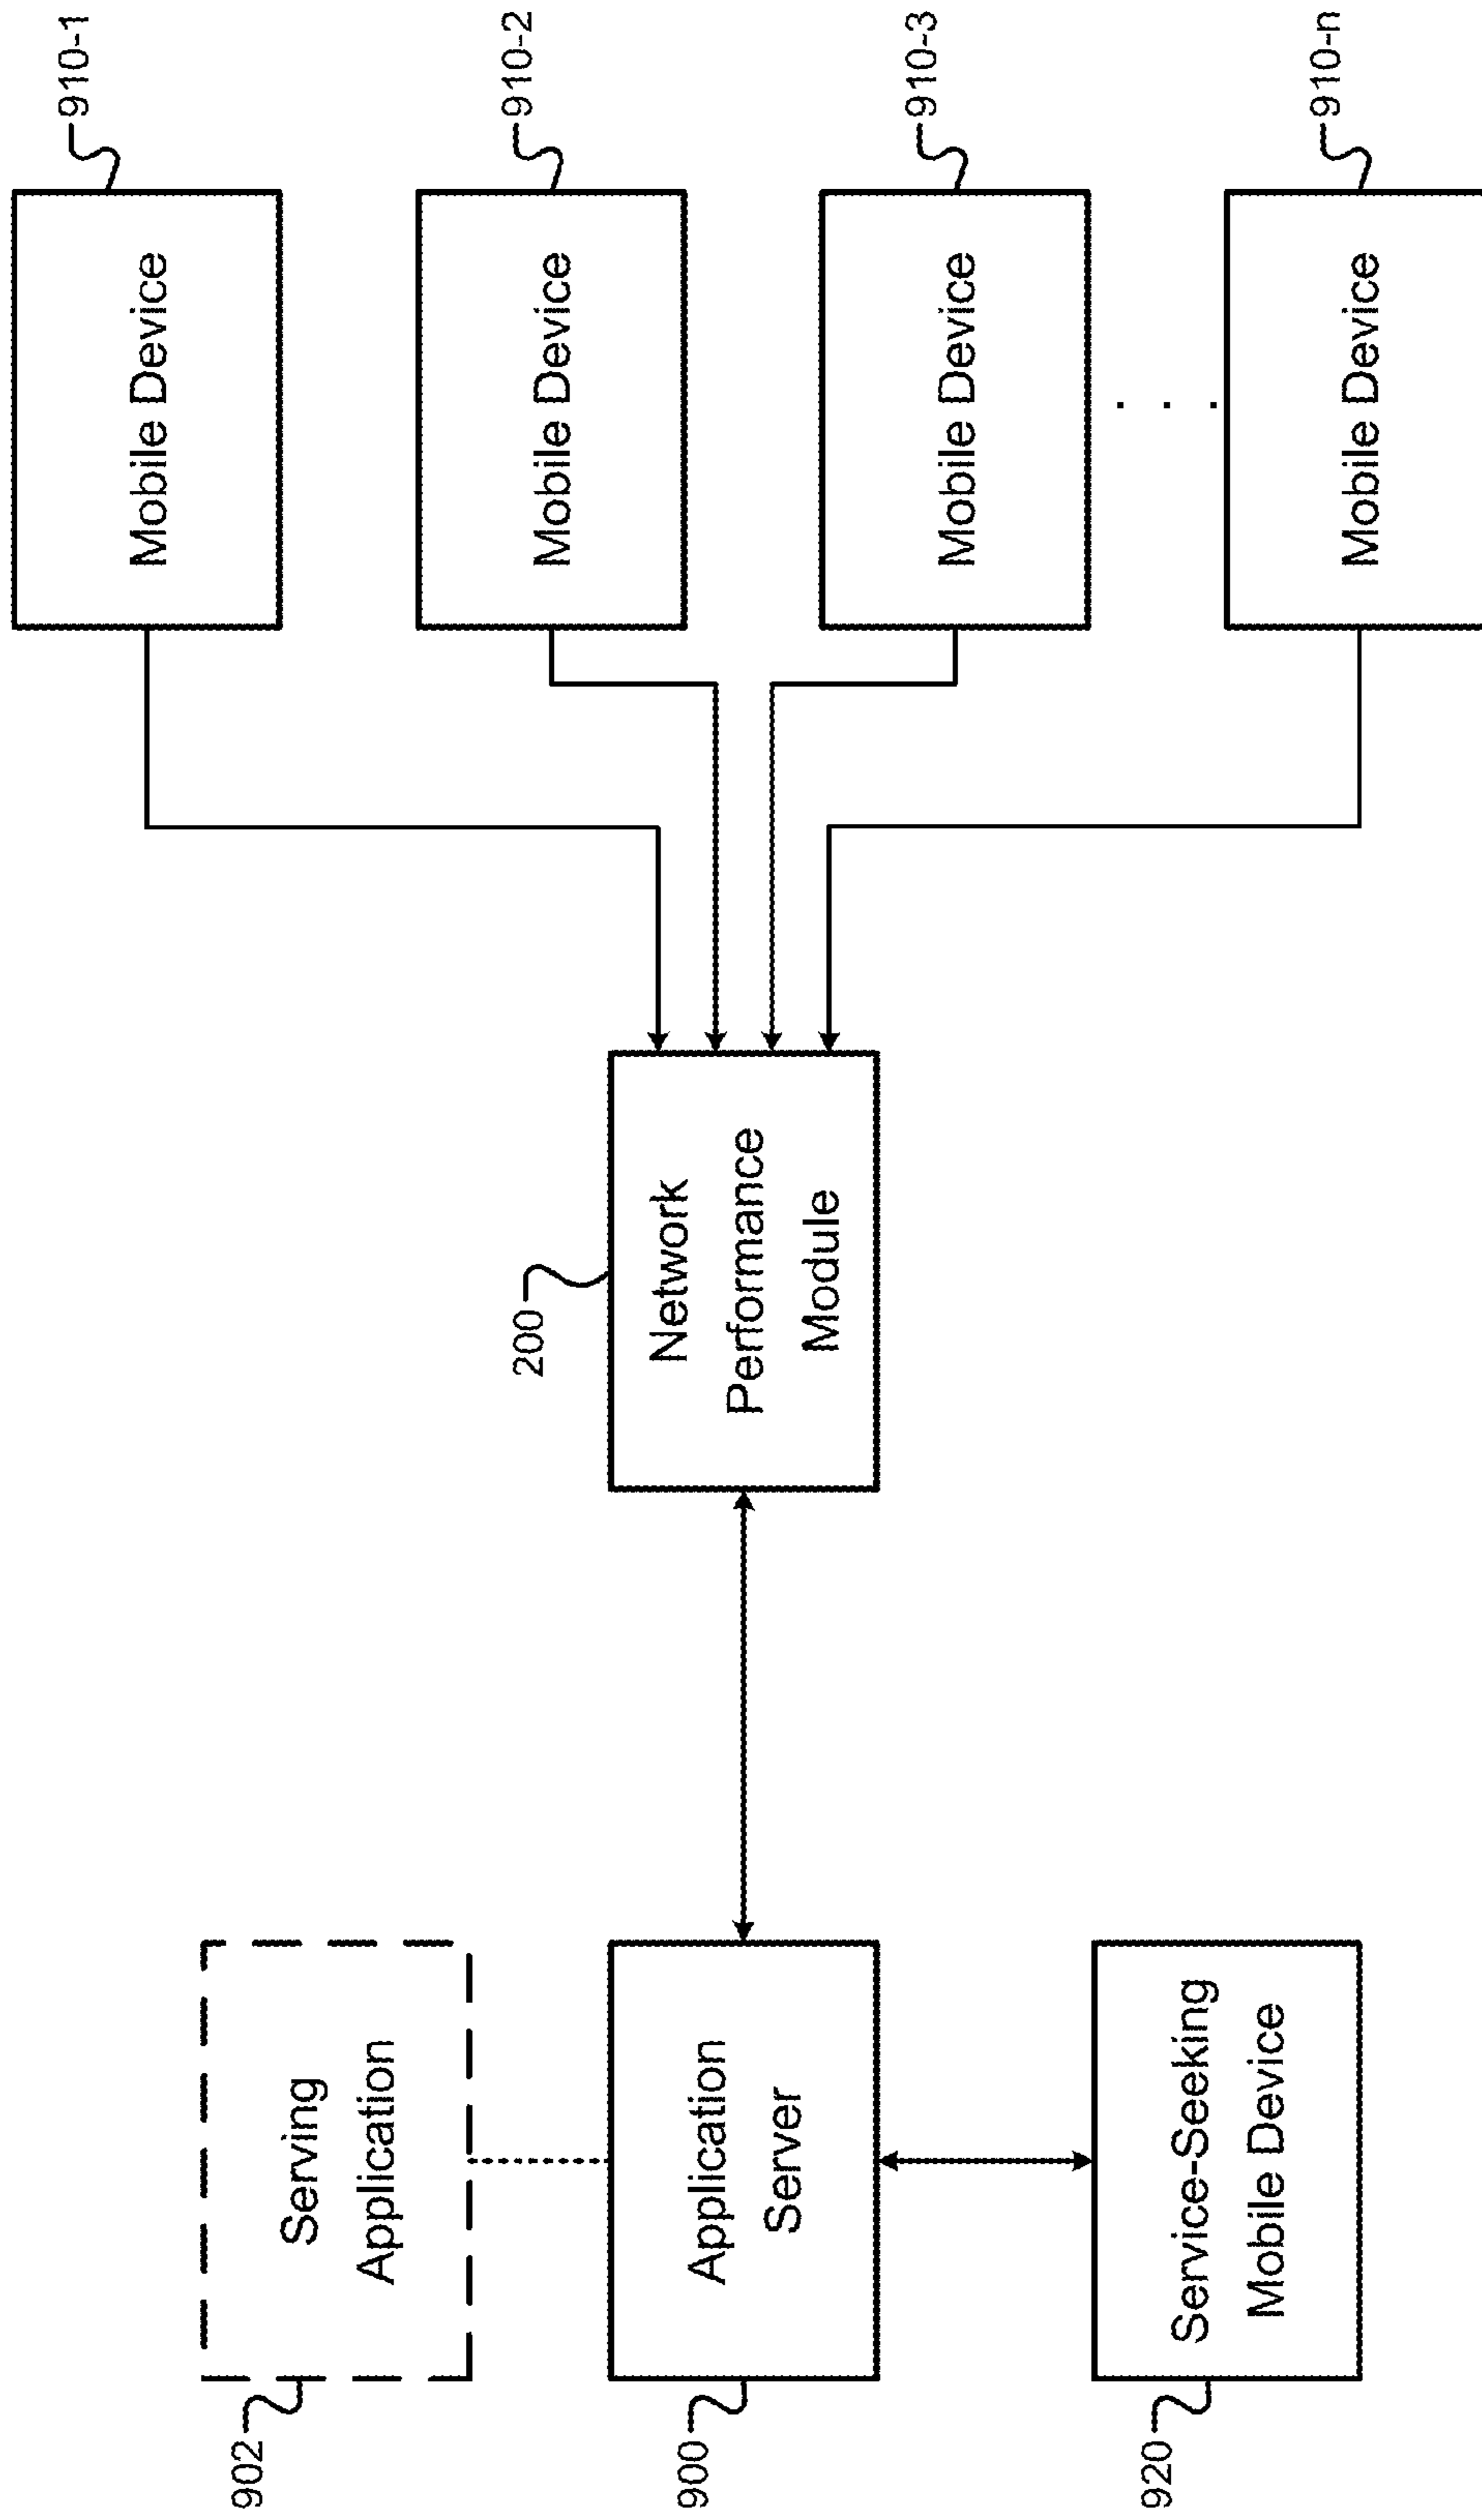 902
Serving
Application
900
Application
Server
920
Service-Seeking
Mobile Device
200
Network
Performance
Module
910-1
Mobile Device
910-2
Mobile Device
910-3
Mobile Device
. . .
910-n
Mobile Device